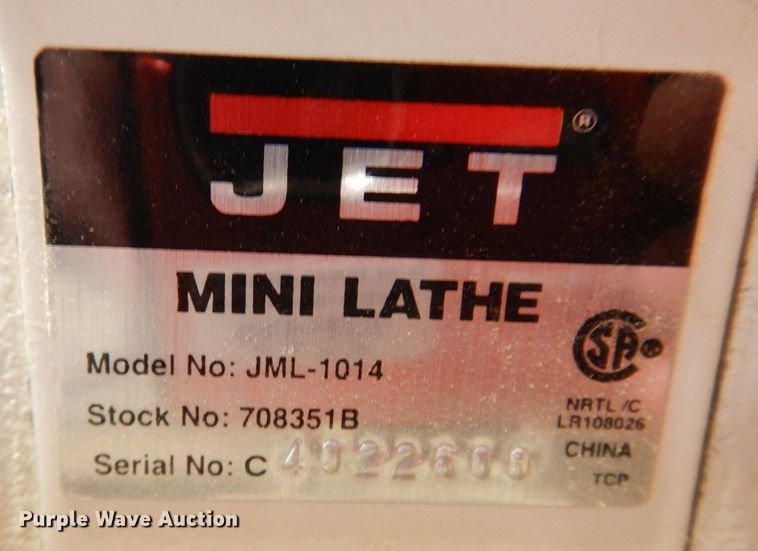 JET®
MINI LATHE
Model No: JML-1014
Stock No: 708351B
Serial No: C
SA®
NRTL /C
LR108026
CHINA
TCP
Purple Wave Auction